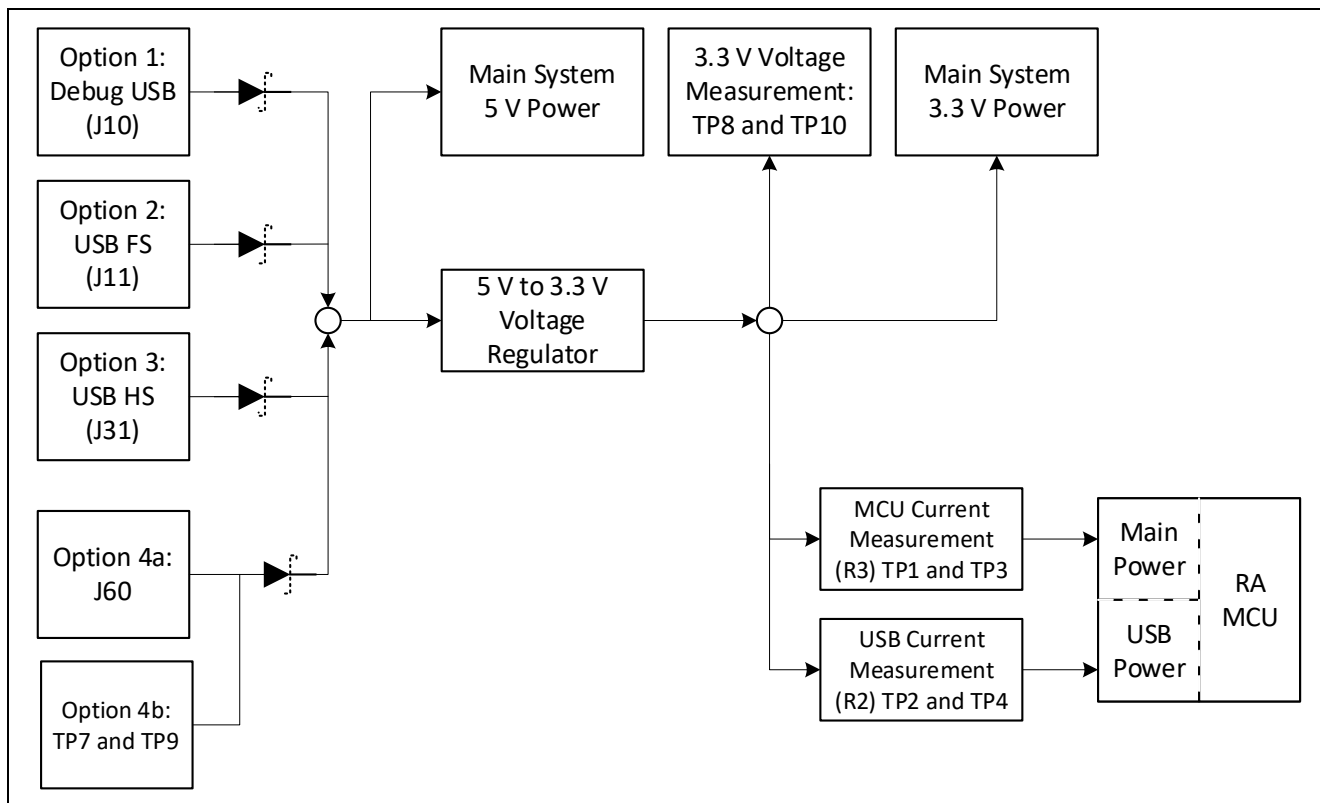 Option 1:
Debug USB
(J10)
Main System
5 V Power
3.3 V Voltage
Measurement:
TP8 and TP10
Main System
3.3 V Power
Option 2:
USB FS
(J11)
5 V to 3.3 V
Voltage
Regulator
Option 3:
USB HS
(J31)
Option 4a:
J60
Option 4b:
TP7 and TP9
MCU Current
Measurement
(R3) TP1 and TP3
USB Current
Measurement
(R2) TP2 and TP4
Main
Power
USB
Power
RA
MCU